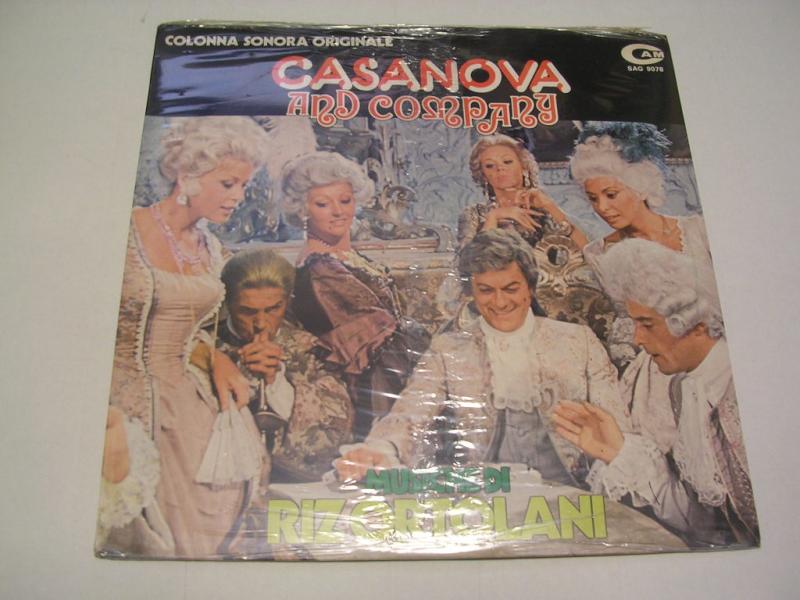 COLONNA SONORA ORIGINALE
CAM
SAG 9078
CASANOVA
AND COMPANY
MUSICHE DI
RIZ ORTOLANI